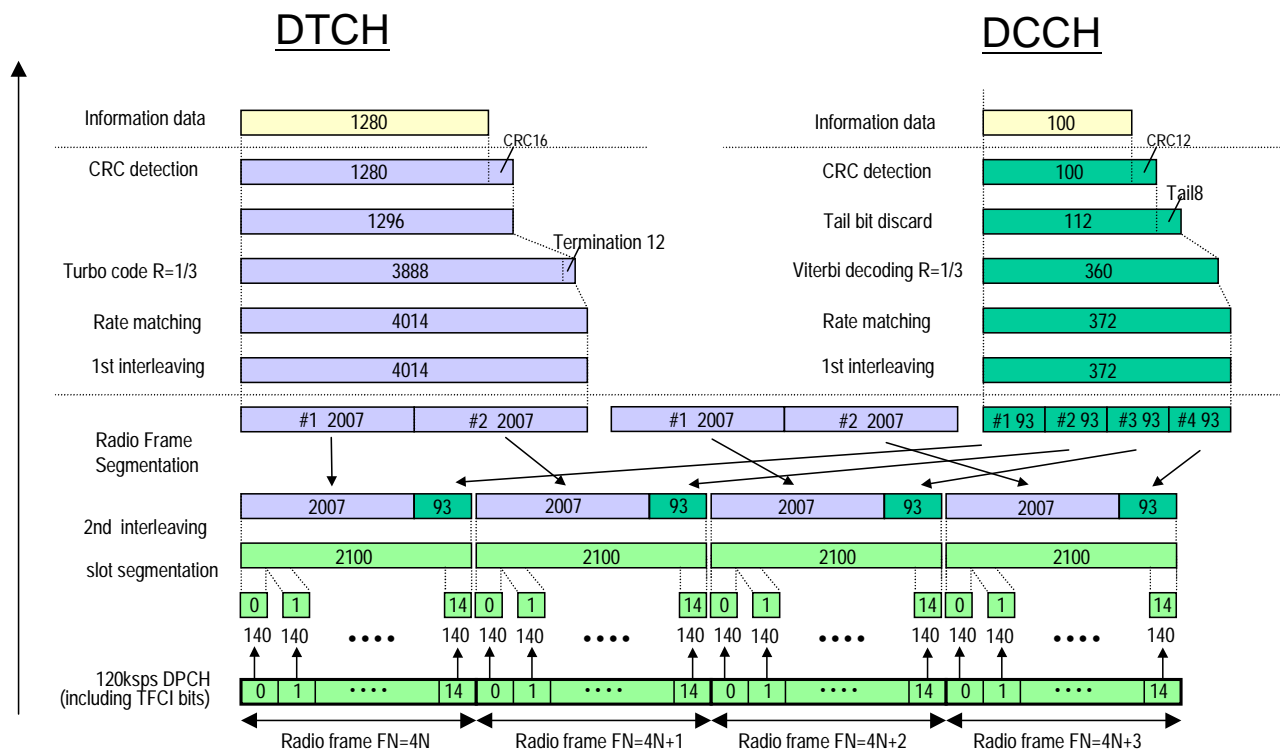 DTCH
DCCH
Information data
1280
Information data
100
CRC16
CRC12
CRC detection
1280
CRC detection
100
Tail8
1296
Tail bit discard
112
Termination 12
Turbo code R=1/3
3888
Viterbi decoding R=1/3
360
Rate matching
4014
Rate matching
372
1st interleaving
4014
1st interleaving
372
#1 2007
#2 2007
#1 2007
#2 2007
#1 93
#2 93
#3 93
#4 93
Radio Frame
Segmentation
2007
93
2007
93
2007
93
2007
93
2nd interleaving
2100
2100
2100
2100
slot segmentation
0 1 14 0 1 14 0 1 14 0 1 14
140 140 •••• 140 140 140 •••• 140 140 140 •••• 140 140 140 •••• 140
120ksps DPCH
(including TFCI bits)
0 1 •••• 14 0 1 •••• 14 0 1 •••• 14 0 1 •••• 14
Radio frame FN=4N
Radio frame FN=4N+1
Radio frame FN=4N+2
Radio frame FN=4N+3